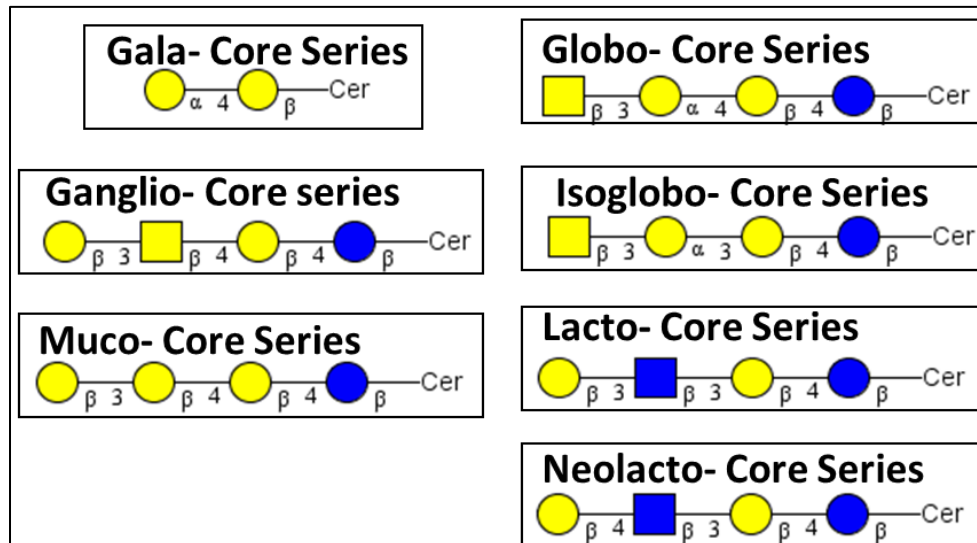 Gala- Core Series
α 4 β Cer
Globo- Core Series
β 3 α 4 β 4 β Cer
Ganglio- Core series
β 3 β 4 β 4 β Cer
Isoglobo- Core Series
β 3 α 3 β 4 β Cer
Muco- Core Series
β 3 β 4 β 4 β Cer
Lacto- Core Series
β 3 β 3 β 4 β Cer
Neolacto- Core Series
β 4 β 3 β 4 β Cer